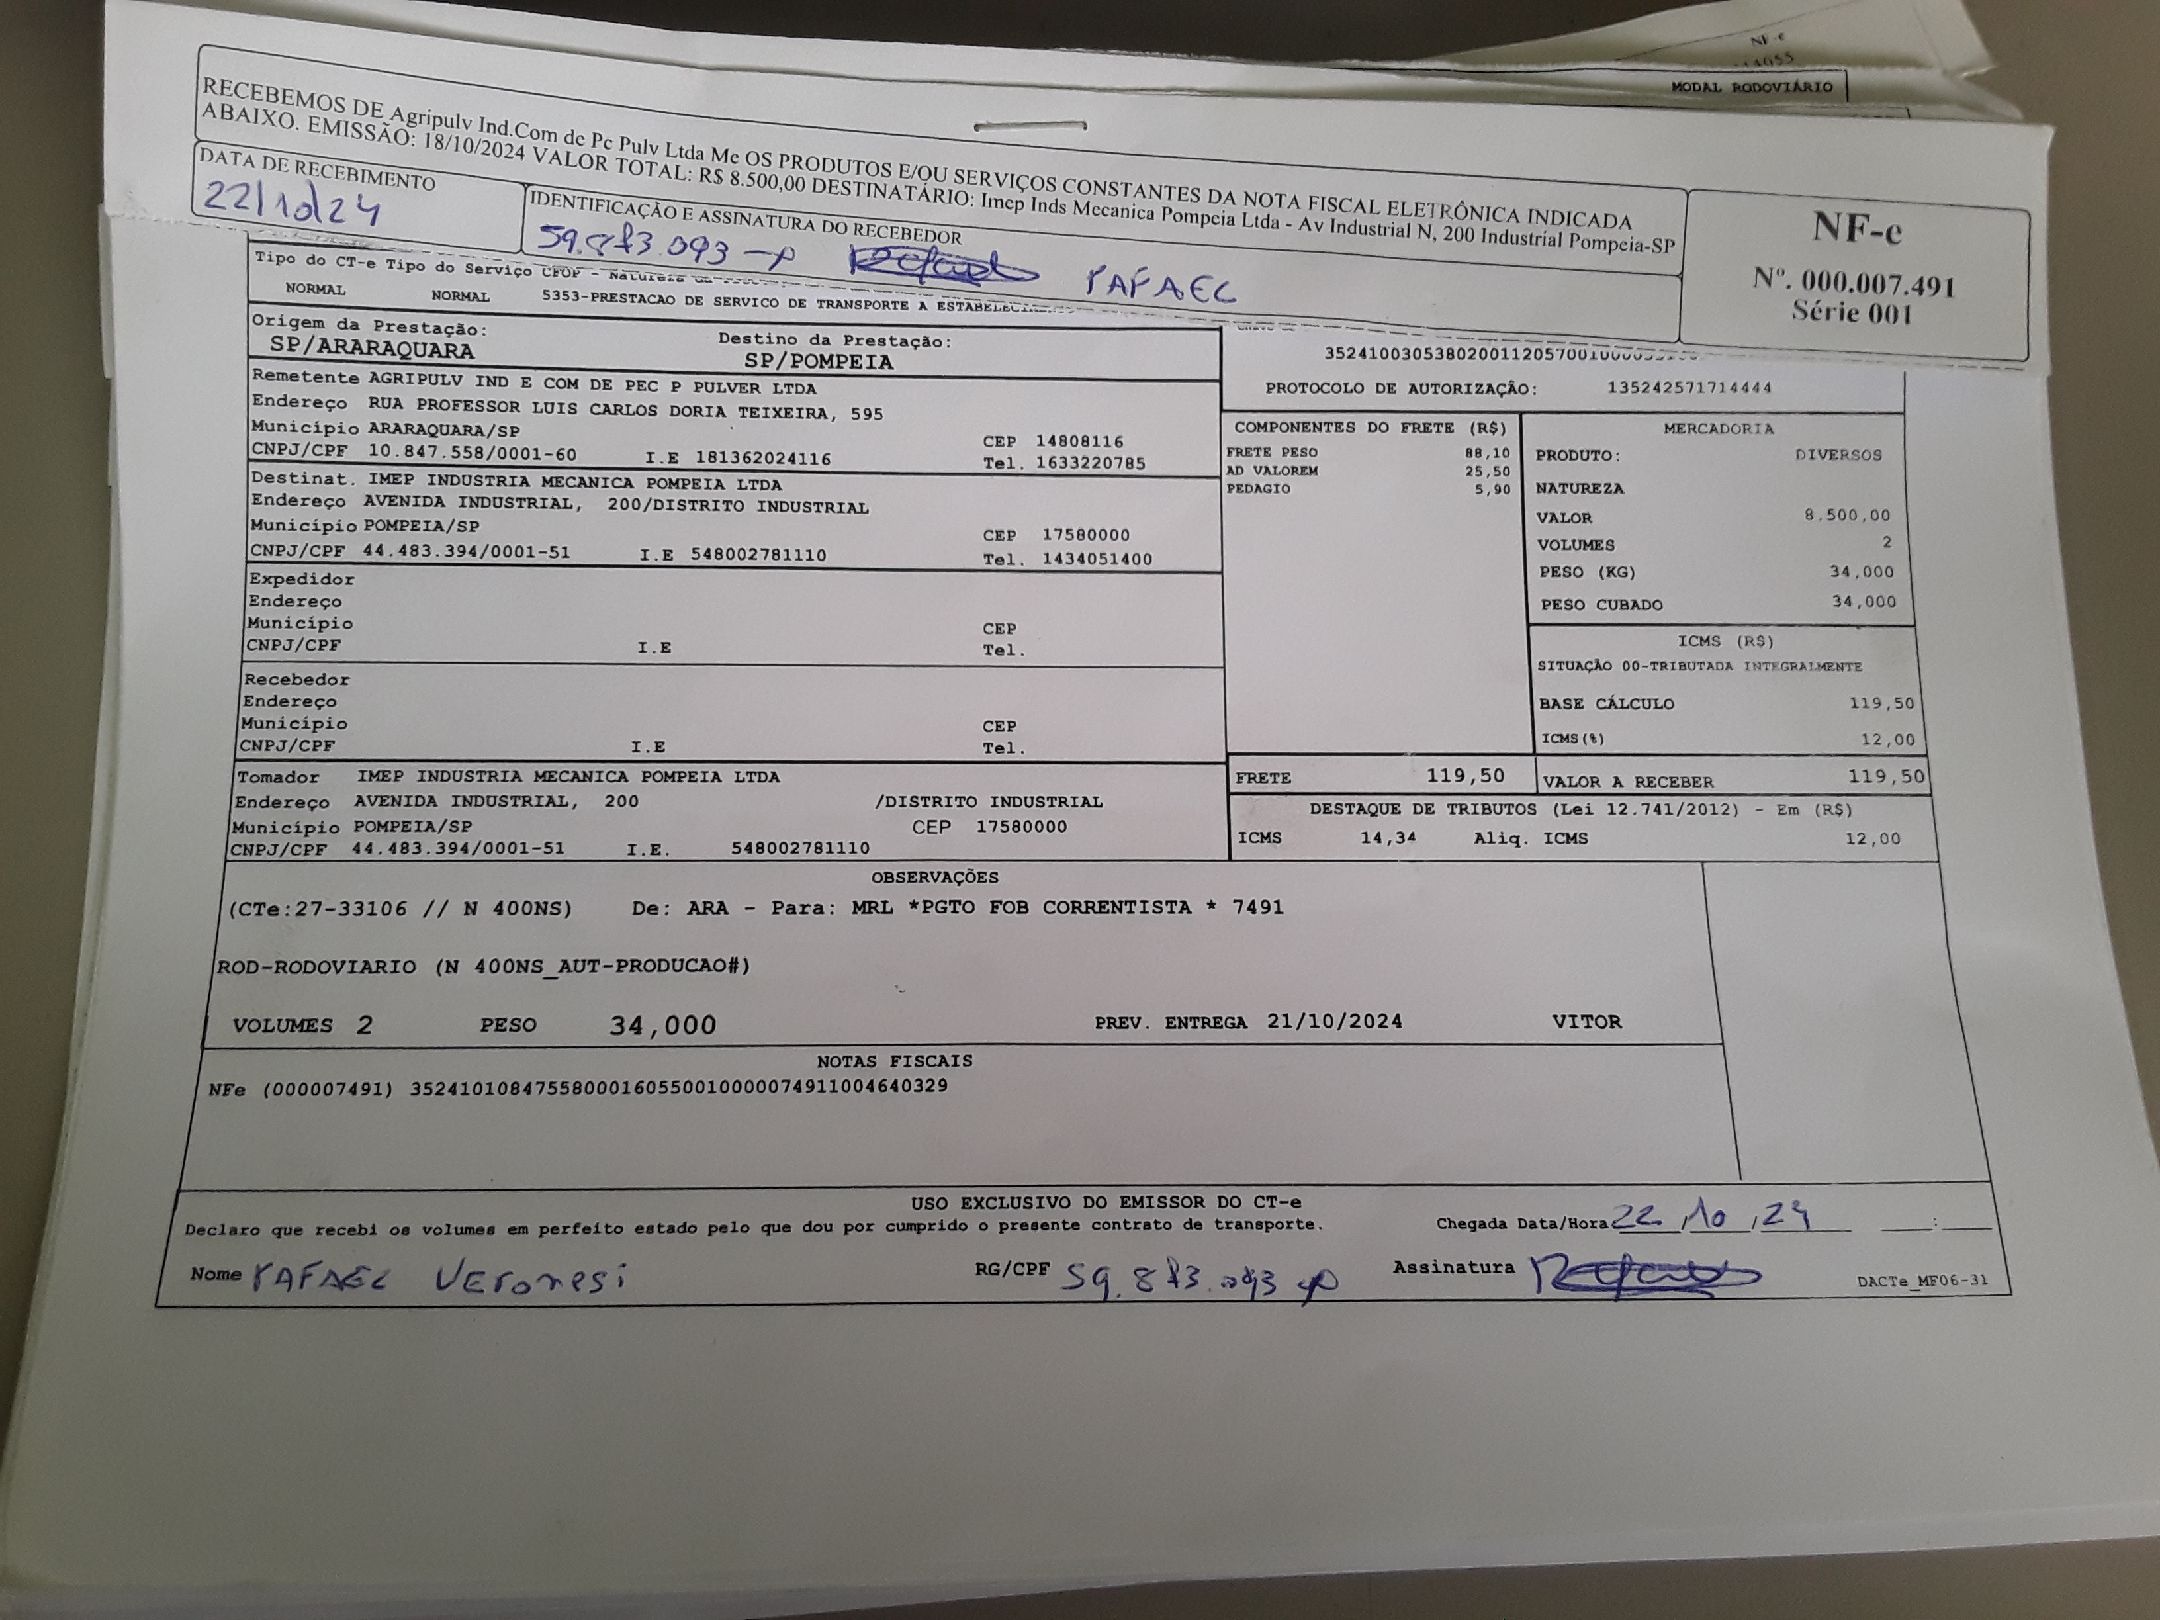 NF-e
MODAL RODOVIÁRIO
RECEBEMOS DE Agripulv Ind.Com de Pc Pulv Ltda Me OS PRODUTOS E/OU SERVIÇOS CONSTANTES DA NOTA FISCAL ELETRÔNICA INDICADA
ABAIXO. EMISSÃO: 18/10/2024 VALOR TOTAL: R$ 8.500,00 DESTINATÁRIO: Imep Inds Mecanica Pompeia Ltda - Av Industrial N, 200 Industrial Pompeia-SP
DATA DE RECEBIMENTO
22/10/24
IDENTIFICAÇÃO E ASSINATURA DO RECEBEDOR
RAFAEL
NF-e
Nº. 000.007.491
Série 001
Tipo do CT-e Tipo do Serviço CFOP - Natureza da
NORMAL NORMAL 5353-PRESTACAO DE SERVICO DE TRANSPORTE A
Origem da Prestação: Destino da Prestação:
SP/ARARAQUARA SP/POMPEIA
PROTOCOLO DE AUTORIZAÇÃO: 135242571714444
Remetente AGRIPULV IND E COM DE PEC P PULVER LTDA
Endereço RUA PROFESSOR LUIS CARLOS DORIA TEIXEIRA, 595
Município ARARAQUARA/SP CEP 14808116
CNPJ/CPF 10.847.558/0001-60 I.E 181362024116 Tel. 1633220785
Destinat. IMEP INDUSTRIA MECANICA POMPEIA LTDA
Endereço AVENIDA INDUSTRIAL, 200/DISTRITO INDUSTRIAL
Município POMPEIA/SP CEP 17580000
CNPJ/CPF 44.483.394/0001-51 I.E 548002781110 Tel. 1434051400
Expedidor
Endereço
Município CEP
CNPJ/CPF I.E Tel.
Recebedor
Endereço
Município CEP
CNPJ/CPF I.E Tel.
Tomador IMEP INDUSTRIA MECANICA POMPEIA LTDA
Endereço AVENIDA INDUSTRIAL, 200 /DISTRITO INDUSTRIAL
Município POMPEIA/SP CEP 17580000
CNPJ/CPF 44.483.394/0001-51 I.E. 548002781110
COMPONENTES DO FRETE (R$)
FRETE PESO 88,10
AD VALOREM 25,50
PEDAGIO 5,90
MERCADORIA
PRODUTO: DIVERSOS
NATUREZA
VALOR 8.500,00
VOLUMES 2
PESO (KG) 34,000
PESO CUBADO 34,000
ICMS (R$)
SITUAÇÃO 00-TRIBUTADA INTEGRALMENTE
BASE CÁLCULO 119,50
ICMS(%) 12,00
FRETE 119,50 VALOR A RECEBER 119,50
DESTAQUE DE TRIBUTOS (Lei 12.741/2012) - Em (R$)
ICMS 14,34 Aliq. ICMS 12,00
OBSERVAÇÕES
(CTe:27-33106 // N 400NS) De: ARA - Para: MRL *PGTO FOB CORRENTISTA * 7491
ROD-RODOVIARIO (N 400NS_AUT-PRODUCAO#)
VOLUMES 2 PESO 34,000 PREV. ENTREGA 21/10/2024 VITOR
NOTAS FISCAIS
NFe (000007491) 35241010847558000160550010000074911004640329
USO EXCLUSIVO DO EMISSOR DO CT-e
Declaro que recebi os volumes em perfeito estado pelo que dou por cumprido o presente contrato de transporte. Chegada Data/Hora 22/10/24 __:__
Nome RAFAEL Veronesi RG/CPF Assinatura
DACTe_MF06-31